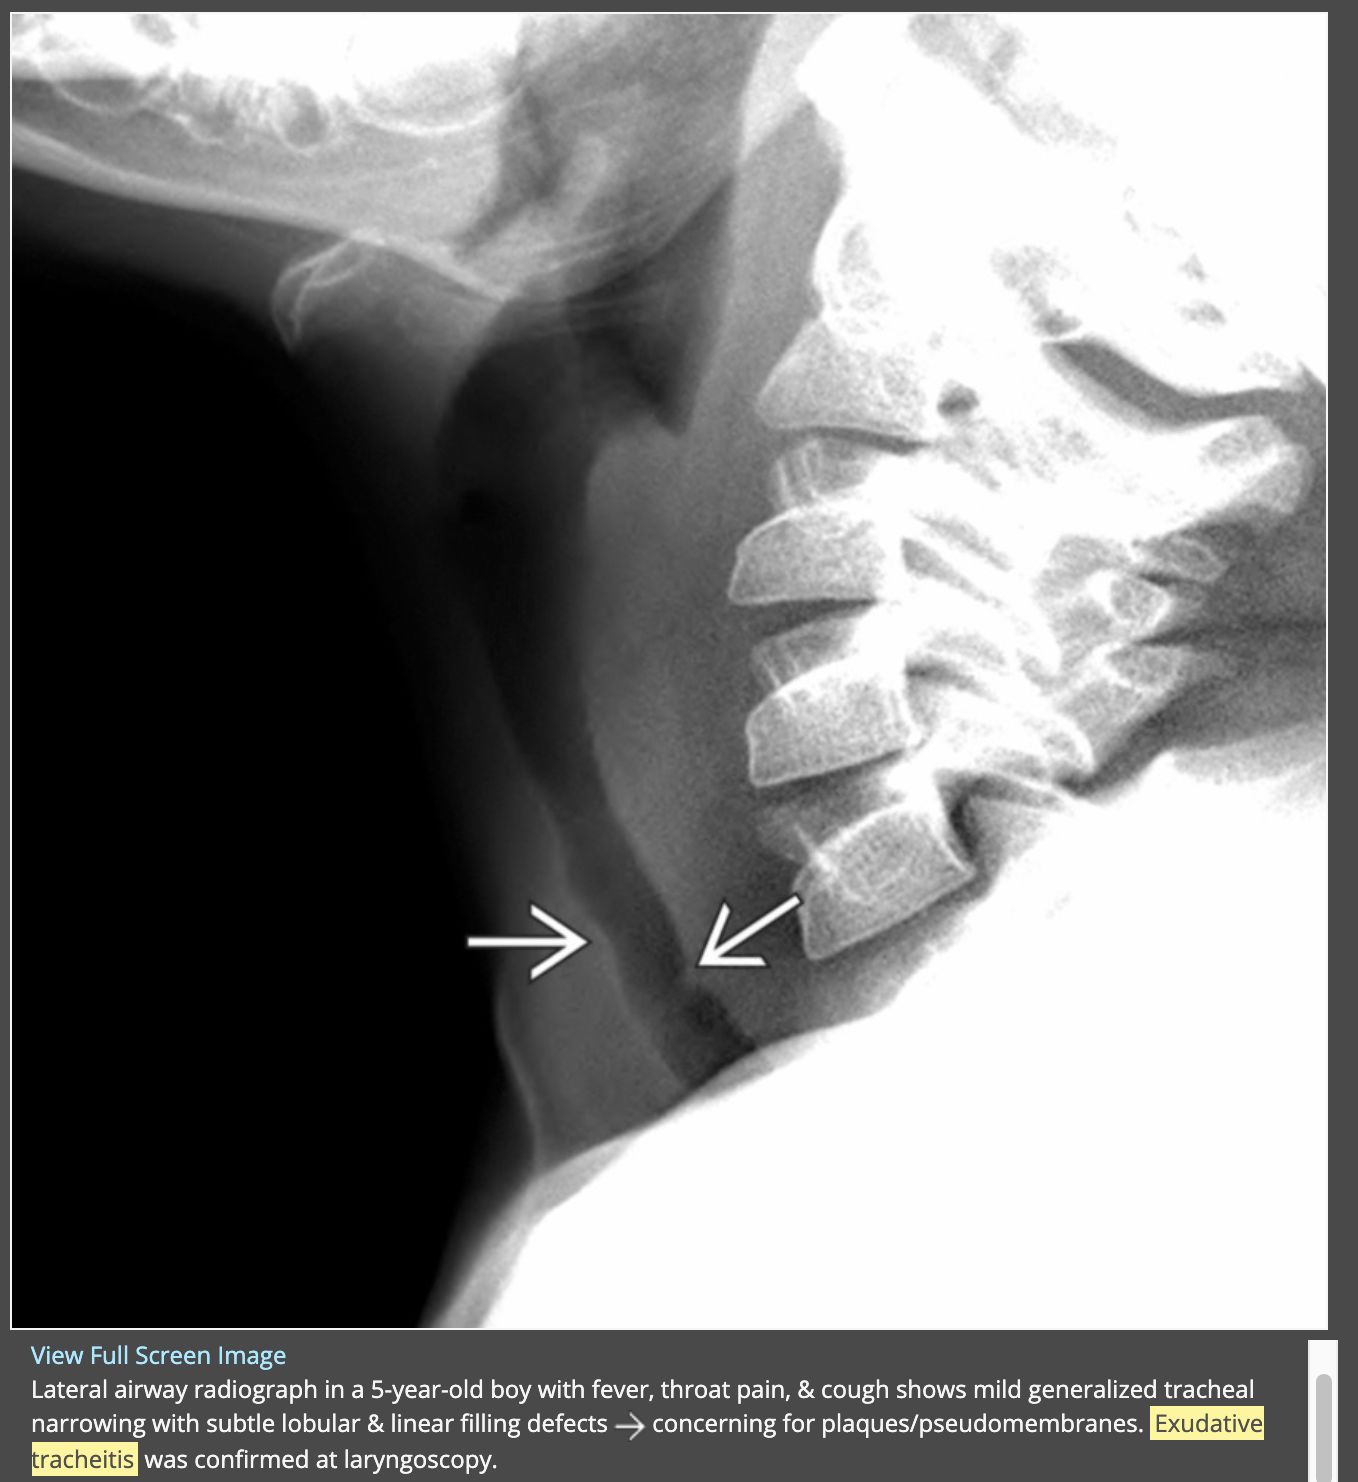 View Full Screen Image
Lateral airway radiograph in a 5-year-old boy with fever, throat pain, & cough shows mild generalized tracheal
narrowing with subtle lobular & linear filling defects → concerning for plaques/pseudomembranes. Exudative
tracheitis was confirmed at laryngoscopy.